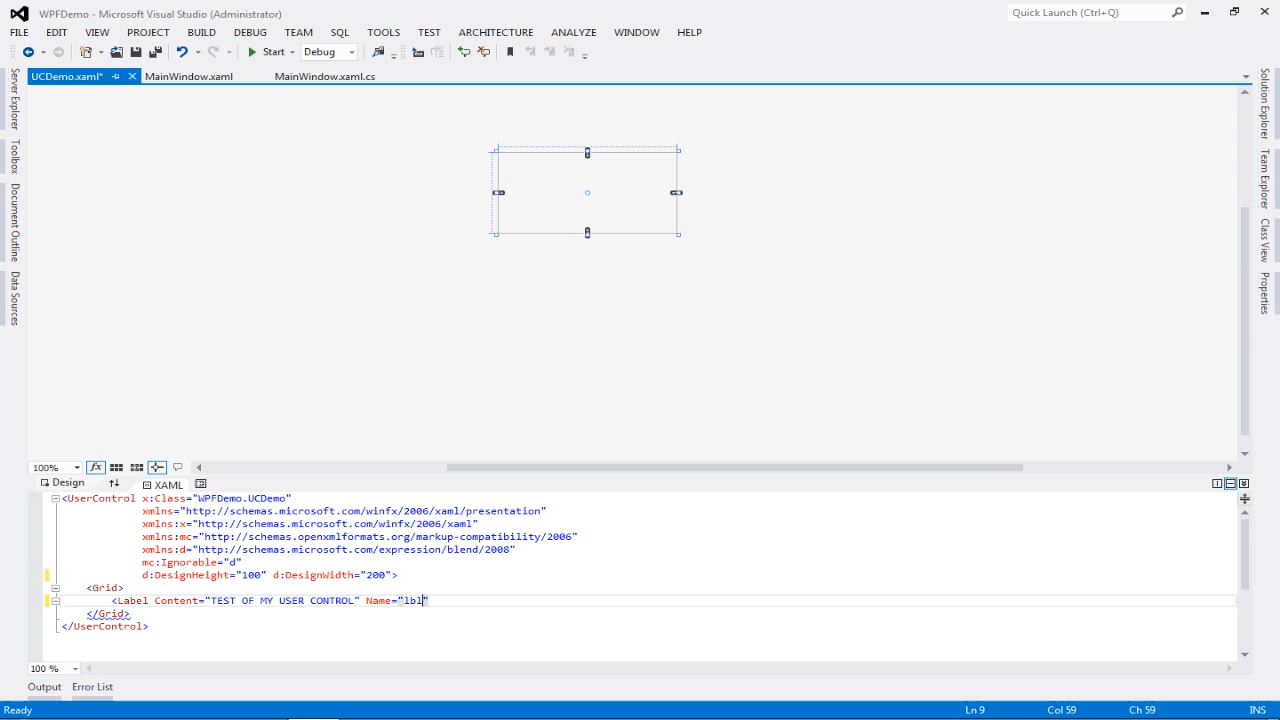 WPFDemo - Microsoft Visual Studio (Administrator)
Quick Launch (Ctrl+Q)
FILE EDIT VIEW PROJECT BUILD DEBUG TEAM SQL TOOLS TEST ARCHITECTURE ANALYZE WINDOW HELP
Start Debug
UCDemo.xaml* MainWindow.xaml MainWindow.xaml.cs
Server Explorer
Toolbox
Document Outline
Data Sources
Solution Explorer
Team Explorer
Class View
Properties
100% fx
Design XAML
<UserControl x:Class="WPFDemo.UCDemo"
xmlns="http://schemas.microsoft.com/winfx/2006/xaml/presentation"
xmlns:x="http://schemas.microsoft.com/winfx/2006/xaml"
xmlns:mc="http://schemas.openxmlformats.org/markup-compatibility/2006"
xmlns:d="http://schemas.microsoft.com/expression/blend/2008"
mc:Ignorable="d"
d:DesignHeight="100" d:DesignWidth="200">
<Grid>
<Label Content="TEST OF MY USER CONTROL" Name="lbl"
</Grid>
</UserControl>
100 %
Output Error List
Ready Ln 9 Col 59 Ch 59 INS